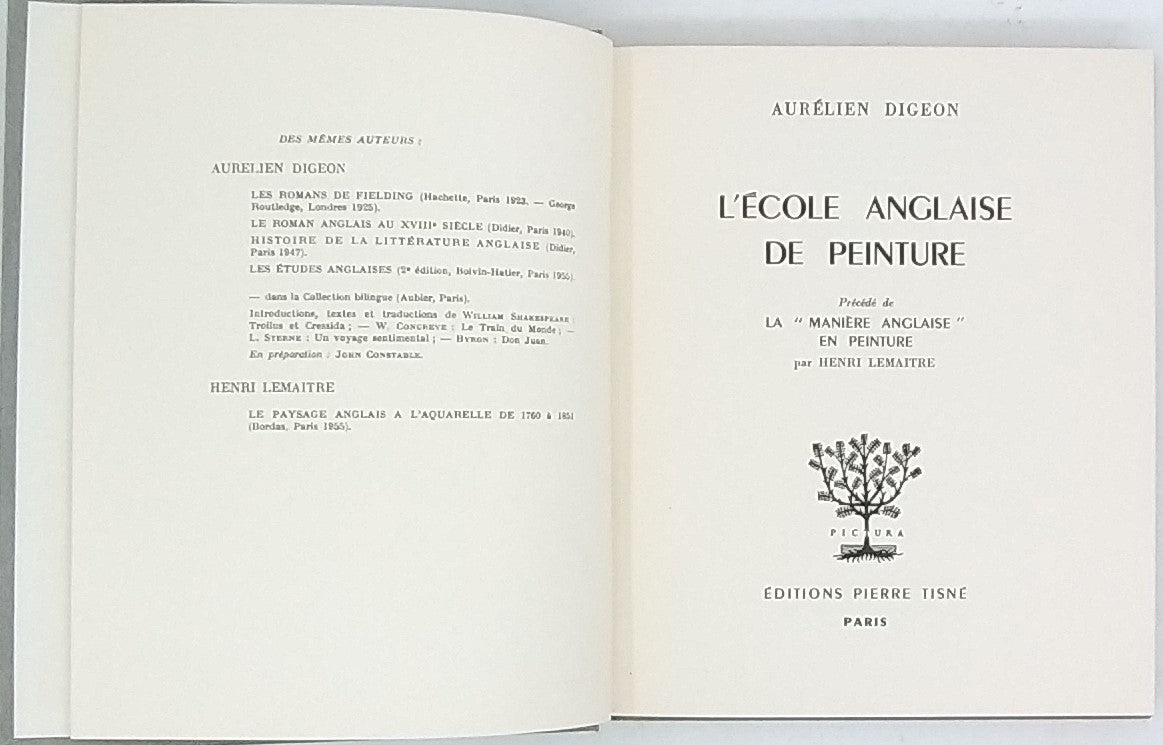 DES MÊMES AUTEURS :
AURELIEN DIGEON
LES ROMANS DE FIELDING (Hachette, Paris 1923. — George
Routledge, Londres 1925).
LE ROMAN ANGLAIS AU XVIIIe SIÈCLE (Didier, Paris 1940).
HISTOIRE DE LA LITTÉRATURE ANGLAISE (Didier,
Paris 1947).
LES ÉTUDES ANGLAISES (2e édition, Boivin-Hatier, Paris 1955).
— dans la Collection bilingue (Aubier, Paris).
Introductions, textes et traductions de WILLIAM SHAKESPEARE :
Troilus et Cressida ; — W. CONGREVE : Le Train du Monde ; —
L. STERNE : Un voyage sentimental ; — BYRON : Don Juan.
En préparation : JOHN CONSTABLE.
HENRI LEMAITRE
LE PAYSAGE ANGLAIS A L'AQUARELLE DE 1760 à 1851
(Bordas, Paris 1955).
AURÉLIEN DIGEON
L'ÉCOLE ANGLAISE
DE PEINTURE
Précédé de
LA " MANIÈRE ANGLAISE "
EN PEINTURE
par HENRI LEMAITRE
PICTURA
ÉDITIONS PIERRE TISNÉ
PARIS